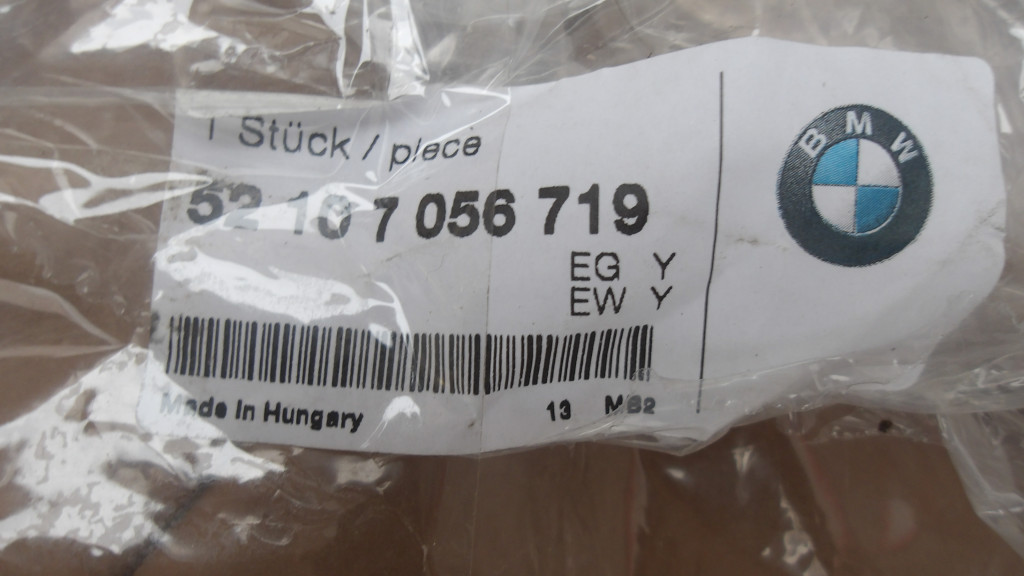 1 Stück / piece
52 10 7 056 719
EG Y
EW Y
Made In Hungary 13 MB2
BMW